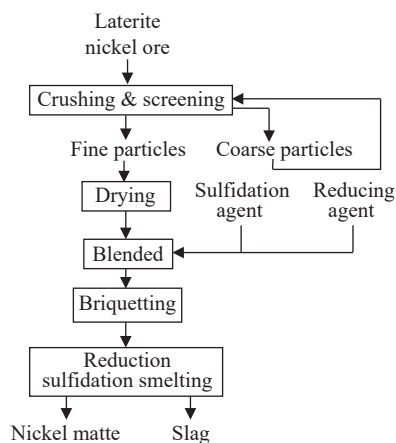 Laterite
nickel ore
Crushing & screening
Fine particles
Coarse particles
Drying
Sulfidation
agent
Reducing
agent
Blended
Briquetting
Reduction
sulfidation smelting
Nickel matte
Slag